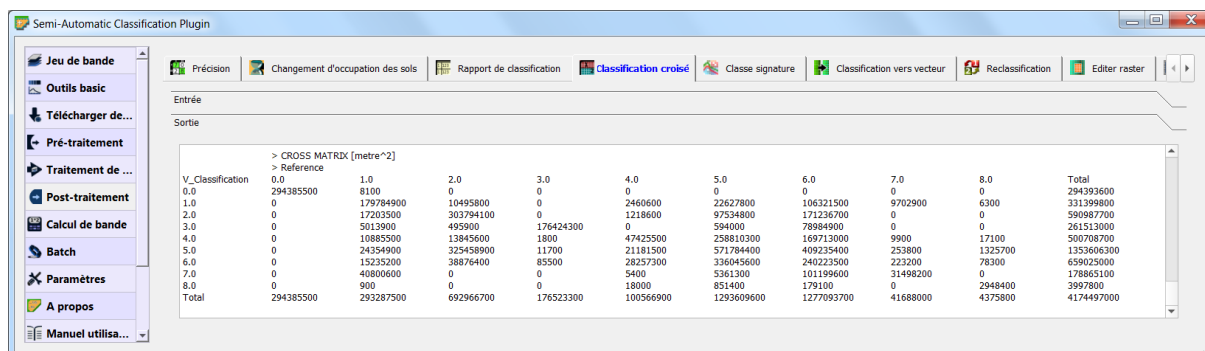 Semi-Automatic Classification Plugin
Jeu de bande
Outils basic
Télécharger de...
Pré-traitement
Traitement de ...
Post-traitement
Calcul de bande
Batch
Paramètres
A propos
Manuel utilisa...
Précision Changement d'occupation des sols Rapport de classification Classification croisé Classe signature Classification vers vecteur Reclassification Editer raster
Entrée
Sortie
> CROSS MATRIX [metre^2]
> Reference
V_Classification 0.0 1.0 2.0 3.0 4.0 5.0 6.0 7.0 8.0 Total
0.0 294385500 8100 0 0 0 0 0 0 0 294393600
1.0 0 179784900 10495800 0 2460600 22627800 106321500 9702900 6300 331399800
2.0 0 17203500 303794100 0 1218600 97534800 171236700 0 0 590987700
3.0 0 5013900 495900 176424300 0 594000 78984900 0 0 261513000
4.0 0 10885500 13845600 1800 47425500 258810300 169713000 9900 17100 500708700
5.0 0 24354900 325458900 11700 21181500 571784400 409235400 253800 1325700 1353606300
6.0 0 15235200 38876400 85500 28257300 336045600 240223500 223200 78300 659025000
7.0 0 40800600 0 0 5400 5361300 101199600 31498200 0 178865100
8.0 0 900 0 0 18000 851400 179100 0 2948400 3997800
Total 294385500 293287500 692966700 176523300 100566900 1293609600 1277093700 41688000 4375800 4174497000